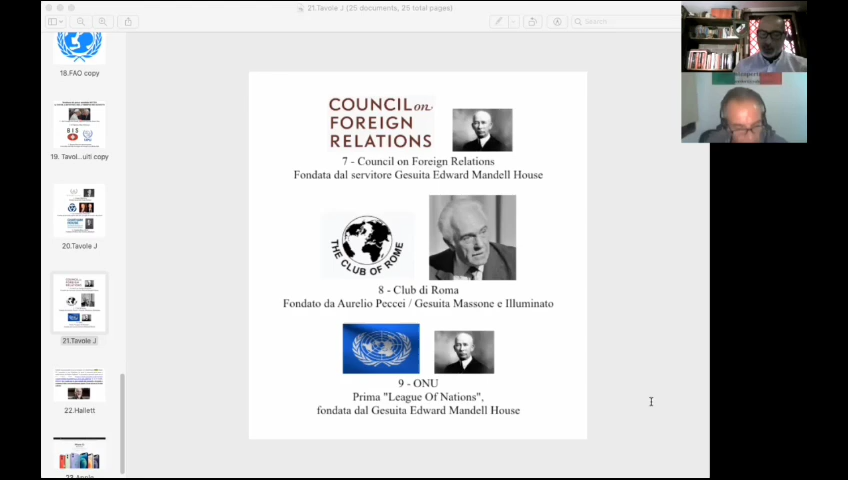 21.Tavole J (25 documents, 25 total pages)
Search
18.FAO copy
19. Tavol...uiti copy
20.Tavole J
21.Tavole J
22.Hallett
COUNCIL on
FOREIGN
RELATIONS
7 - Council on Foreign Relations
Fondata dal servitore Gesuita Edward Mandell House
THE CLUB OF ROME
8 - Club di Roma
Fondato da Aurelio Peccei / Gesuita Massone e Illuminato
9 - ONU
Prima "League Of Nations",
fondata dal Gesuita Edward Mandell House